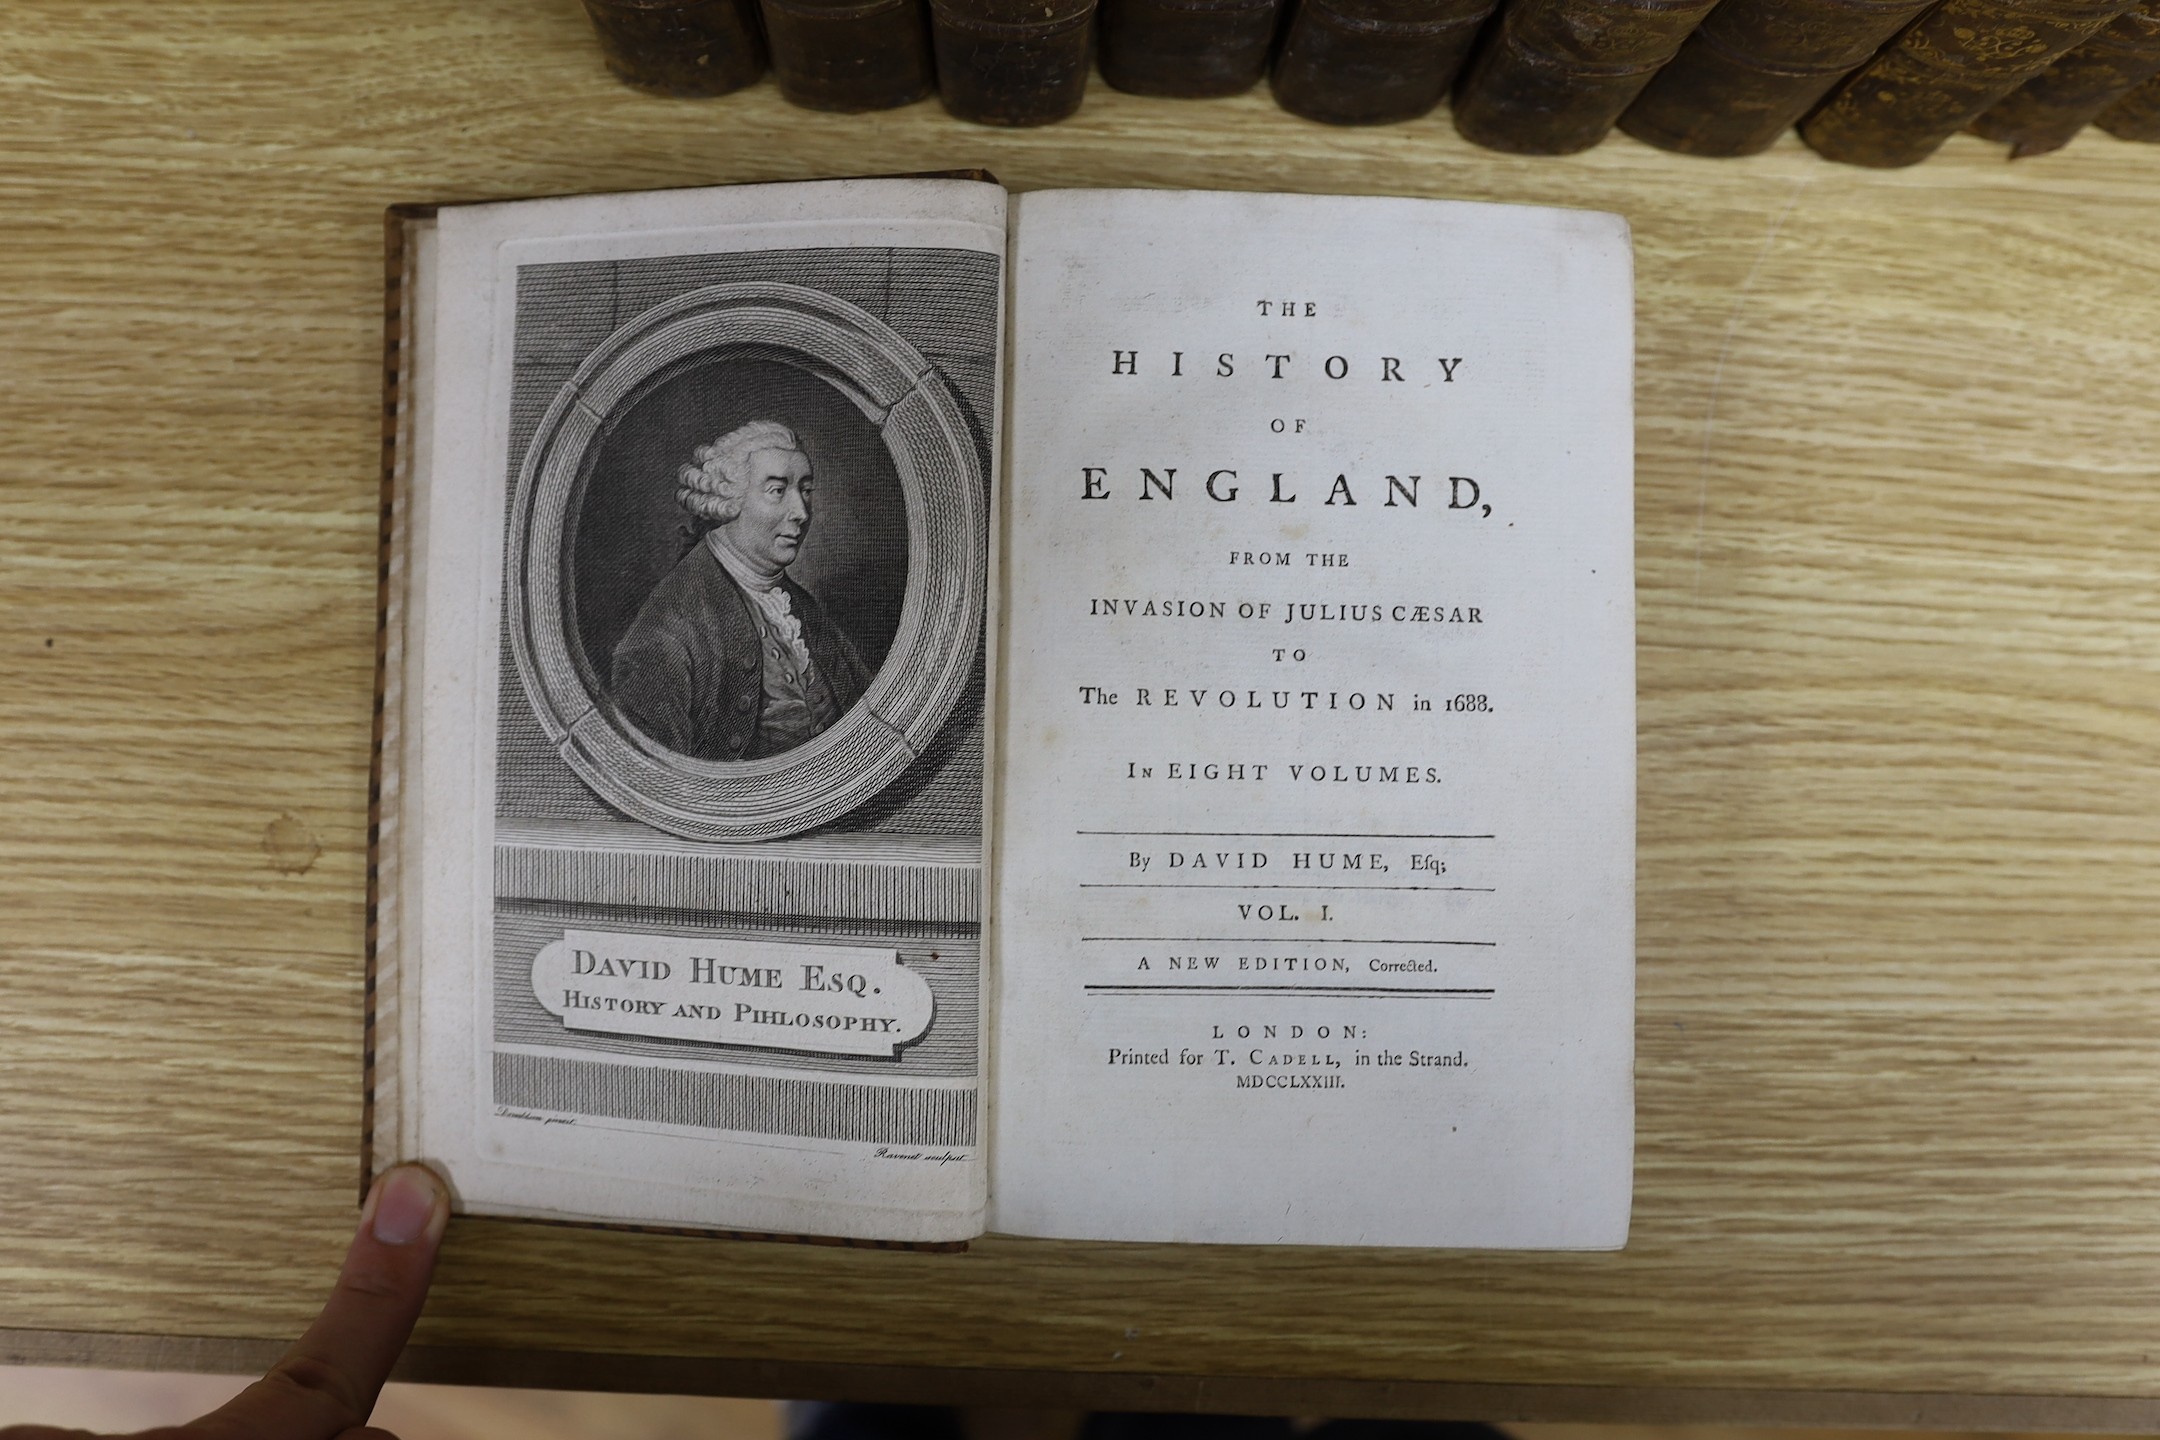 DAVID HUME ESQ.
HISTORY AND PIHLOSOPHY.
Ravenet sculpsit
THE
HISTORY
OF
ENGLAND,
FROM THE
INVASION OF JULIUS CÆSAR
TO
The REVOLUTION in 1688.
IN EIGHT VOLUMES.
By DAVID HUME, Eſq;
VOL. I.
A NEW EDITION, Corrected.
LONDON:
Printed for T. CADELL, in the Strand.
MDCCLXXIII.